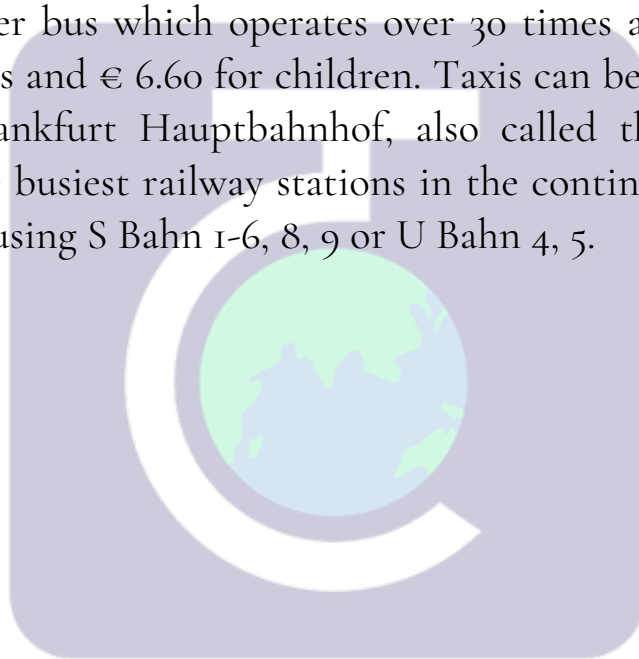 er bus which operates over 30 times a
s and € 6.60 for children. Taxis can be
ankfurt Hauptbahnhof, also called th
busiest railway stations in the contin
using S Bahn 1-6, 8, 9 or U Bahn 4, 5.